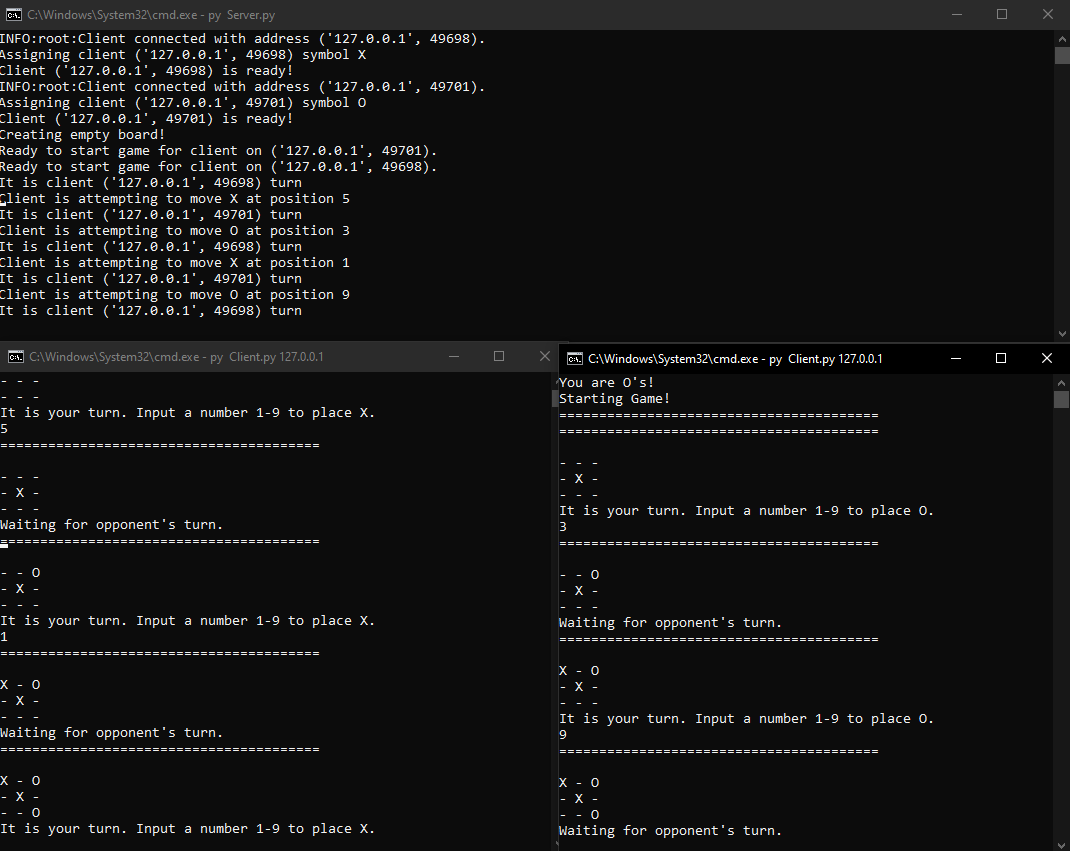 C:\Windows\System32\cmd.exe - py Server.py
INFO:root:Client connected with address ('127.0.0.1', 49698).
Assigning client ('127.0.0.1', 49698) symbol X
Client ('127.0.0.1', 49698) is ready!
INFO:root:Client connected with address ('127.0.0.1', 49701).
Assigning client ('127.0.0.1', 49701) symbol O
Client ('127.0.0.1', 49701) is ready!
Creating empty board!
Ready to start game for client on ('127.0.0.1', 49701).
Ready to start game for client on ('127.0.0.1', 49698).
It is client ('127.0.0.1', 49698) turn
Client is attempting to move X at position 5
It is client ('127.0.0.1', 49701) turn
Client is attempting to move O at position 3
It is client ('127.0.0.1', 49698) turn
Client is attempting to move X at position 1
It is client ('127.0.0.1', 49701) turn
Client is attempting to move O at position 9
It is client ('127.0.0.1', 49698) turn
C:\Windows\System32\cmd.exe - py Client.py 127.0.0.1
- - -
- - -
It is your turn. Input a number 1-9 to place X.
5
========================================
- - -
- X -
- - -
Waiting for opponent's turn.
========================================
- - O
- X -
- - -
It is your turn. Input a number 1-9 to place X.
1
========================================
X - O
- X -
- - -
Waiting for opponent's turn.
========================================
X - O
- X -
- - O
It is your turn. Input a number 1-9 to place X.
C:\Windows\System32\cmd.exe - py Client.py 127.0.0.1
You are O's!
Starting Game!
========================================
========================================
- - -
- X -
- - -
It is your turn. Input a number 1-9 to place O.
3
========================================
- - O
- X -
- - -
Waiting for opponent's turn.
========================================
X - O
- X -
- - -
It is your turn. Input a number 1-9 to place O.
9
========================================
X - O
- X -
- - O
Waiting for opponent's turn.